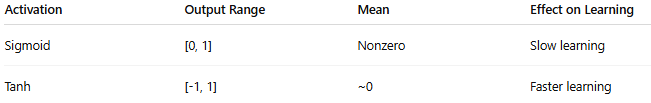 Activation Output Range Mean Effect on Learning
Sigmoid [0, 1] Nonzero Slow learning
Tanh [-1, 1] ~0 Faster learning